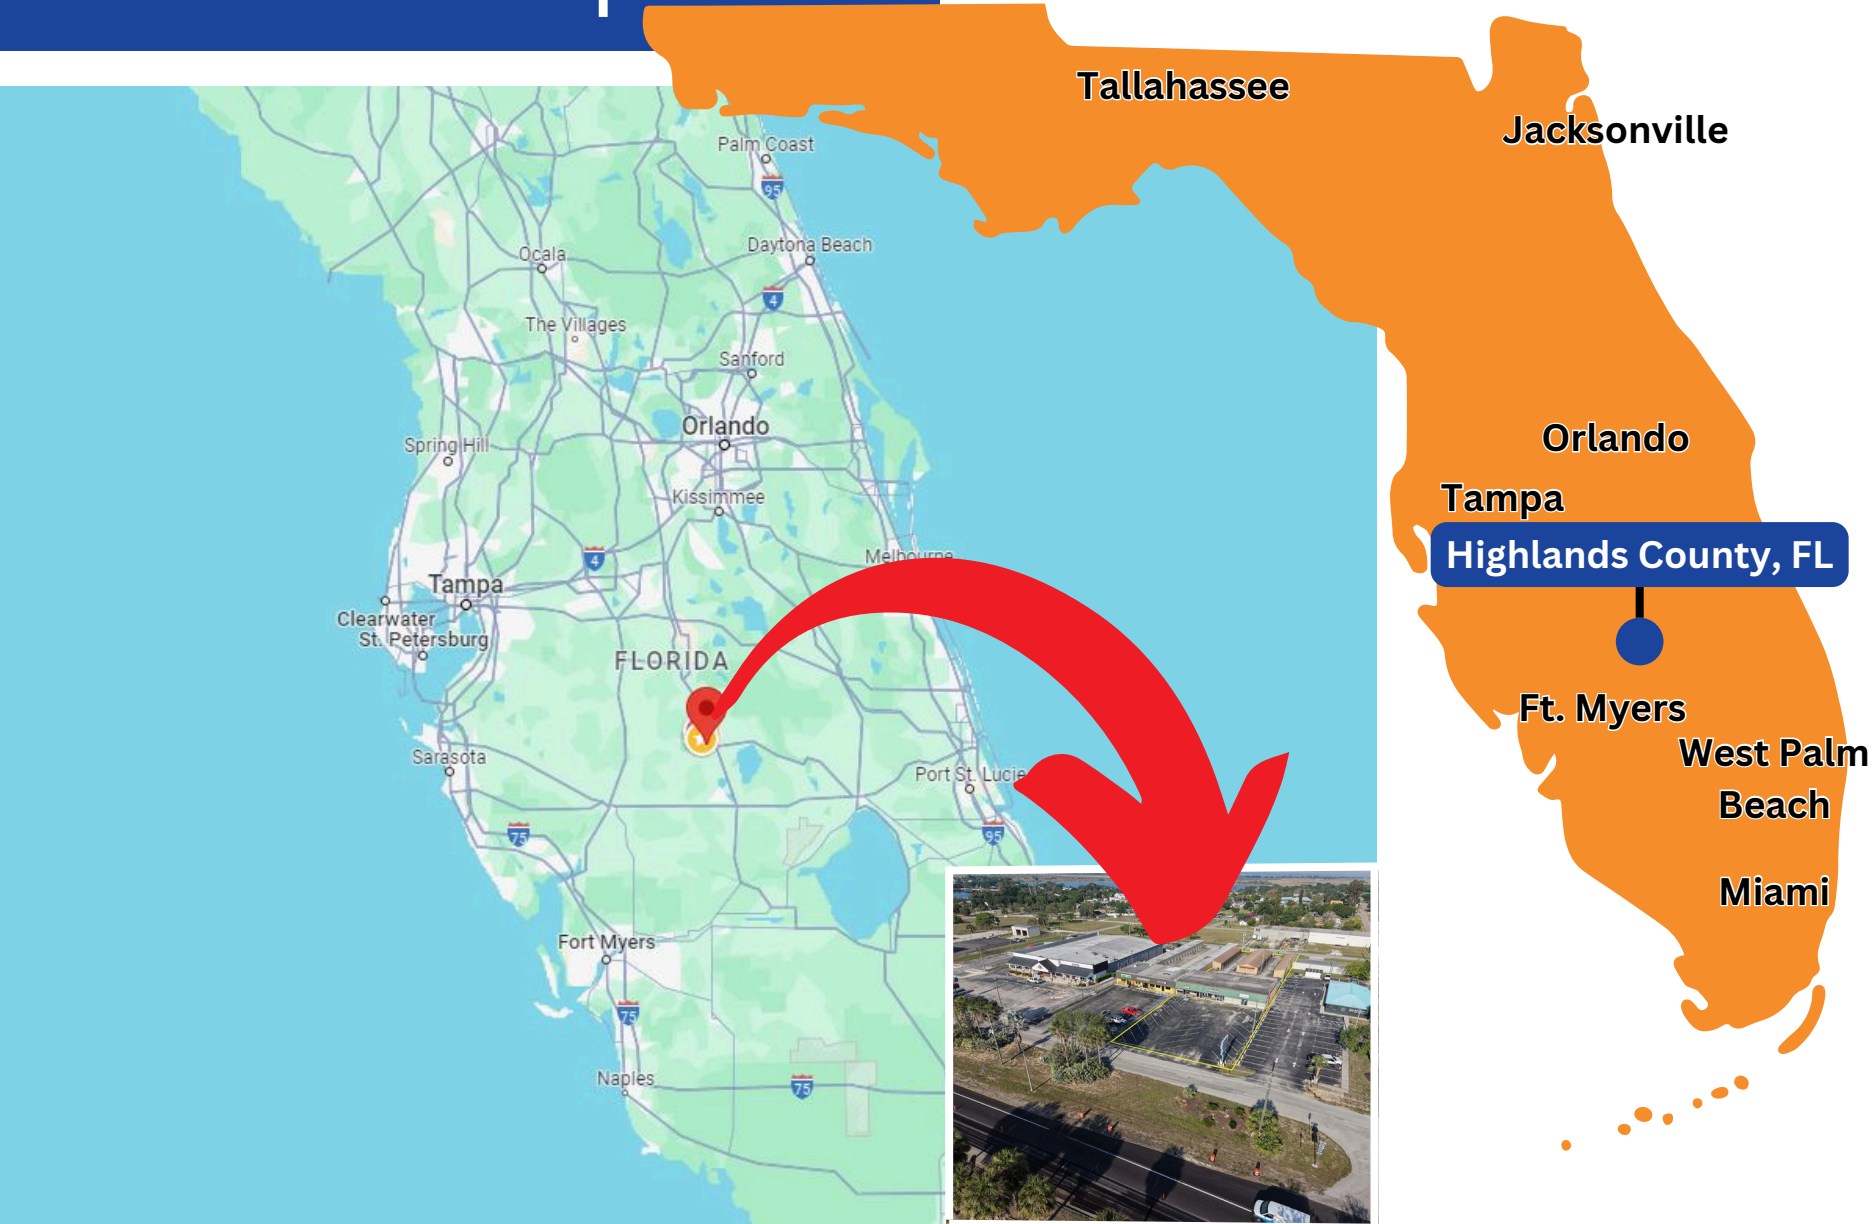 Tallahassee
Jacksonville
Palm Coast
95
Daytona Beach
Ocala
4
The Villages
Sanford
Orlando
Orlando
Spring Hill
Kissimmee
Tampa
Highlands County, FL
Melbourne
4
Tampa
Clearwater
St. Petersburg
FLORIDA
Ft. Myers
West Palm
Beach
Sarasota
Port St. Lucie
75
95
Miami
Fort Myers
75
Naples
75